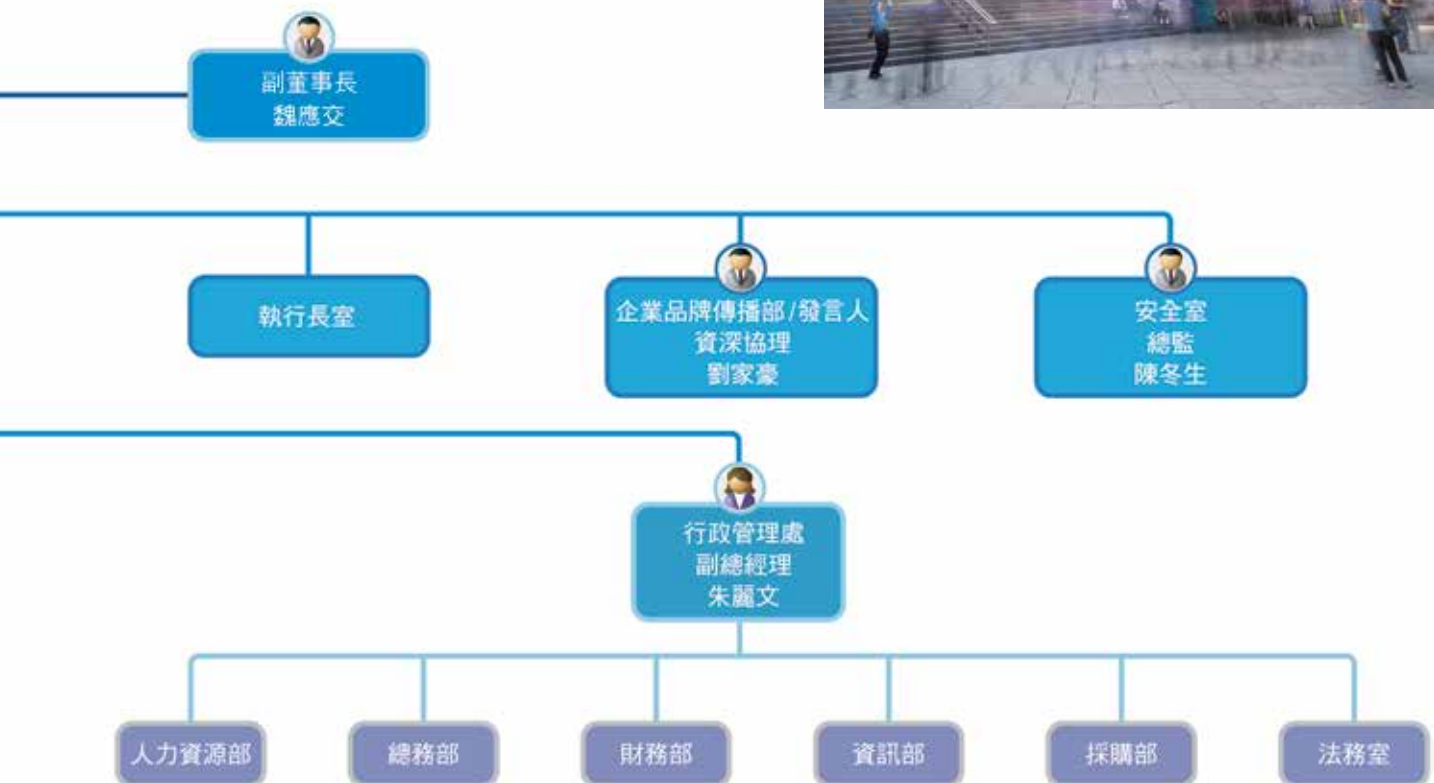 副董事長
魏應交
執行長室
企業品牌傳播部/發言人
資深協理
劉家豪
安全室
總監
陳冬生
行政管理處
副總經理
朱麗文
人力資源部
總務部
財務部
資訊部
採購部
法務室